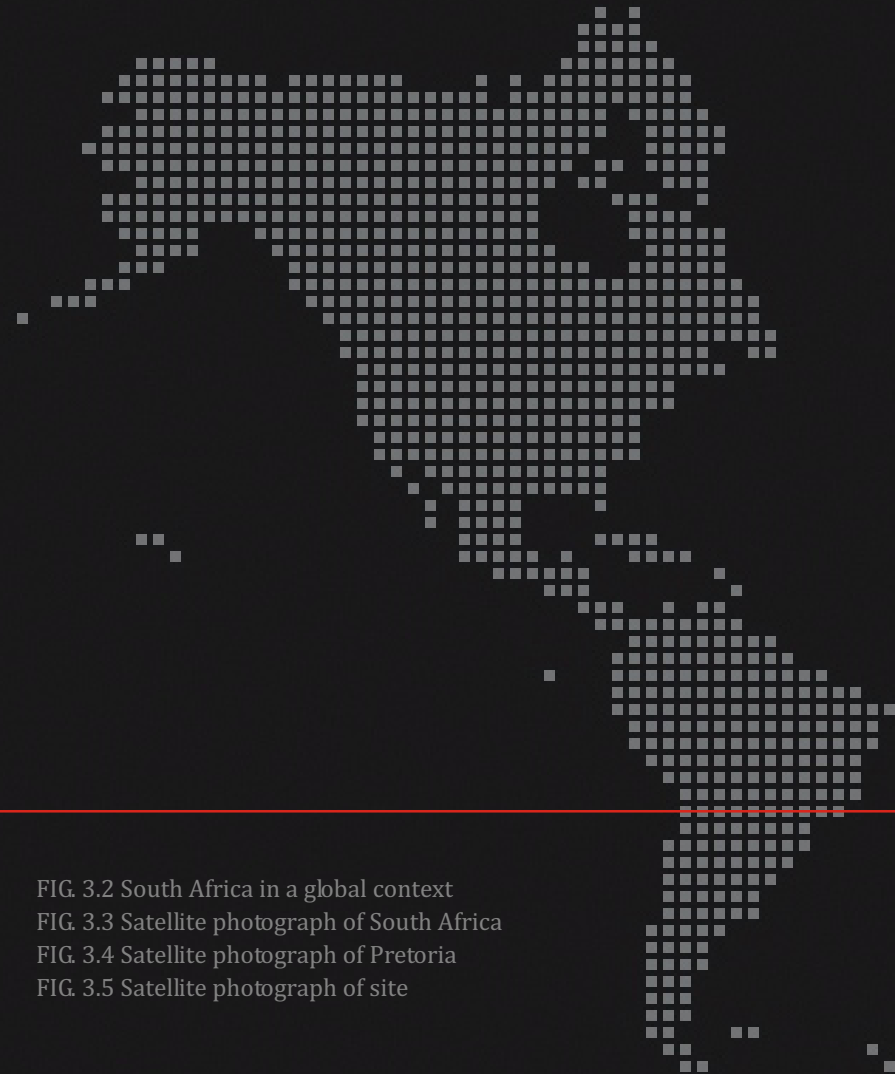 FIG. 3.2 South Africa in a global context
FIG. 3.3 Satellite photograph of South Africa
FIG. 3.4 Satellite photograph of Pretoria
FIG. 3.5 Satellite photograph of site